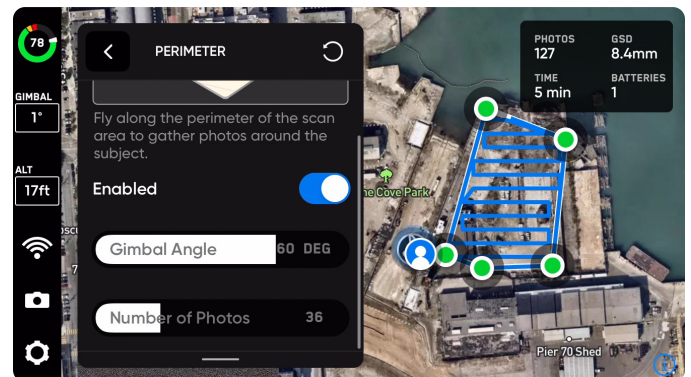 78
GIMBAL
1°
ALT
17ft
PERIMETER
Fly along the perimeter of the scan
area to gather photos around the
subject.
Enabled
Gimbal Angle
60 DEG
Number of Photos
36
PHOTOS
127
GSD
8.4mm
TIME
5 min
BATTERIES
1
ne Cove Park
Pier 70 Shed